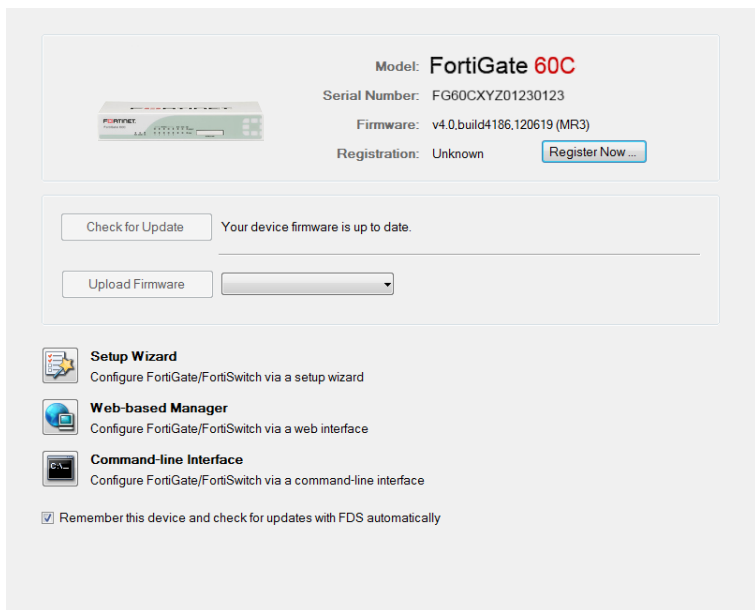 Model: FortiGate 60C
Serial Number: FG60CXYZ01230123
Firmware: v4.0,build4186,120619 (MR3)
Registration: Unknown Register Now ...
FORTINET
FORTINET
Check for Update Your device firmware is up to date.
Upload Firmware
Setup Wizard
Configure FortiGate/FortiSwitch via a setup wizard
Web-based Manager
Configure FortiGate/FortiSwitch via a web interface
C:\_
Command-line Interface
Configure FortiGate/FortiSwitch via a command-line interface
Remember this device and check for updates with FDS automatically